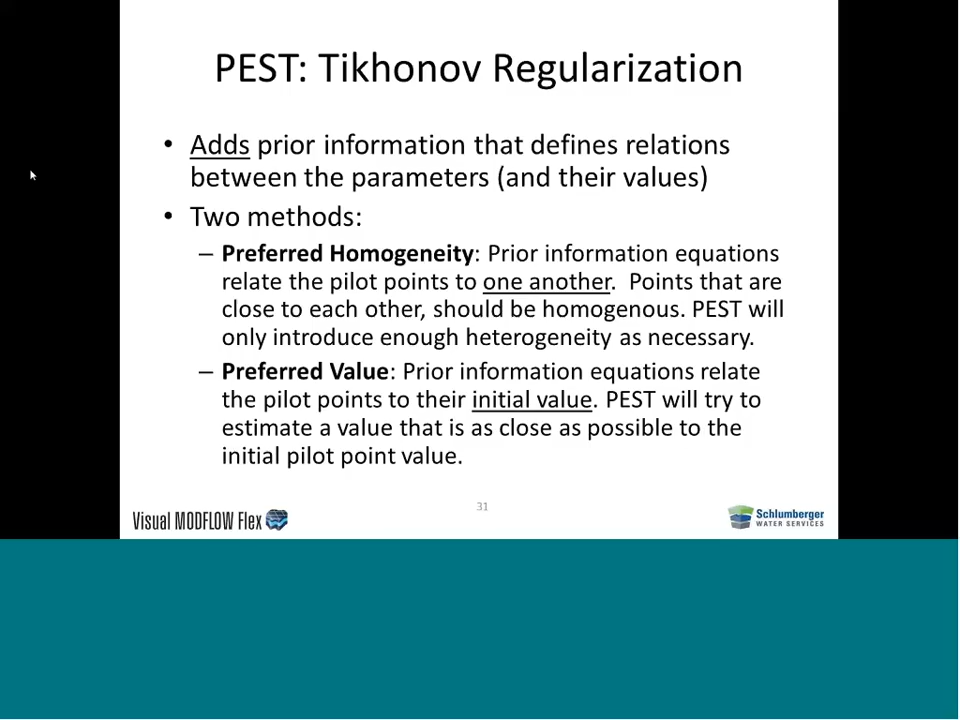 PEST: Tikhonov Regularization
• Adds prior information that defines relations
between the parameters (and their values)
• Two methods:
– Preferred Homogeneity: Prior information equations
relate the pilot points to one another.  Points that are
close to each other, should be homogenous. PEST will
only introduce enough heterogeneity as necessary.
– Preferred Value: Prior information equations relate
the pilot points to their initial value. PEST will try to
estimate a value that is as close as possible to the
initial pilot point value.
31
Visual MODFLOW Flex
Schlumberger
WATER SERVICES